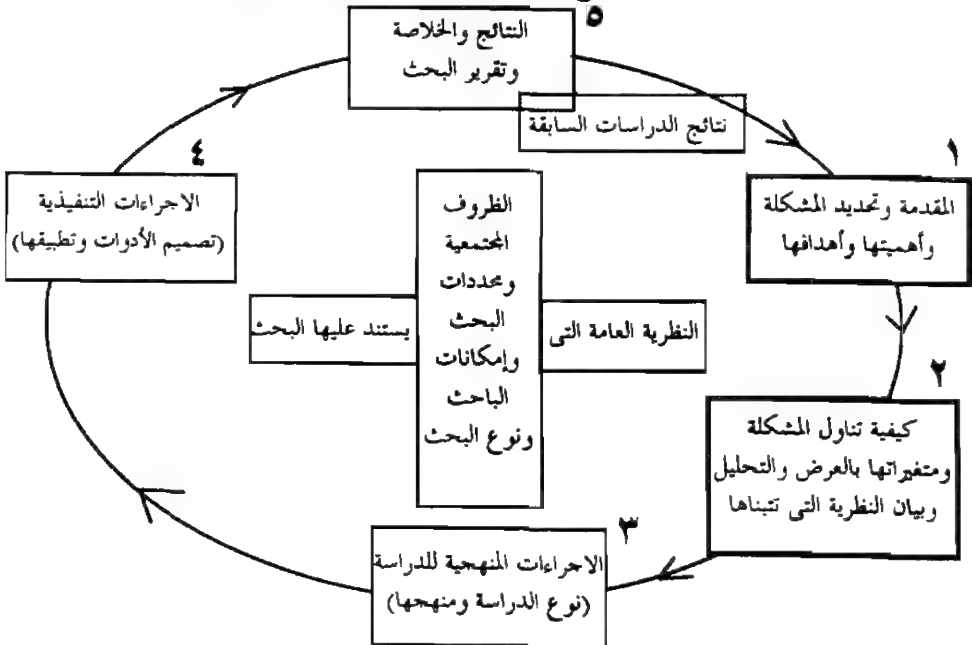 ٥
النتائج والخلاصة
وتقرير البحث
نتائج الدراسات السابقة
١
المقدمة وتحديد المشكلة
وأهميتها وأهدافها
٢
كيفية تناول المشكلة
ومتغيراتها بالعرض والتحليل
وبيان النظرية التى تتبناها
٣
الاجراءات المنهجية للدراسة
(نوع الدراسة ومنهجها)
٤
الاجراءات التنفيذية
(تصميم الأدوات وتطبيقها)
الظروف
المجتمعية
ومحددات
البحث
وإمكانات
الباحث
ونوع البحث
النظرية العامة التى
يستند عليها البحث